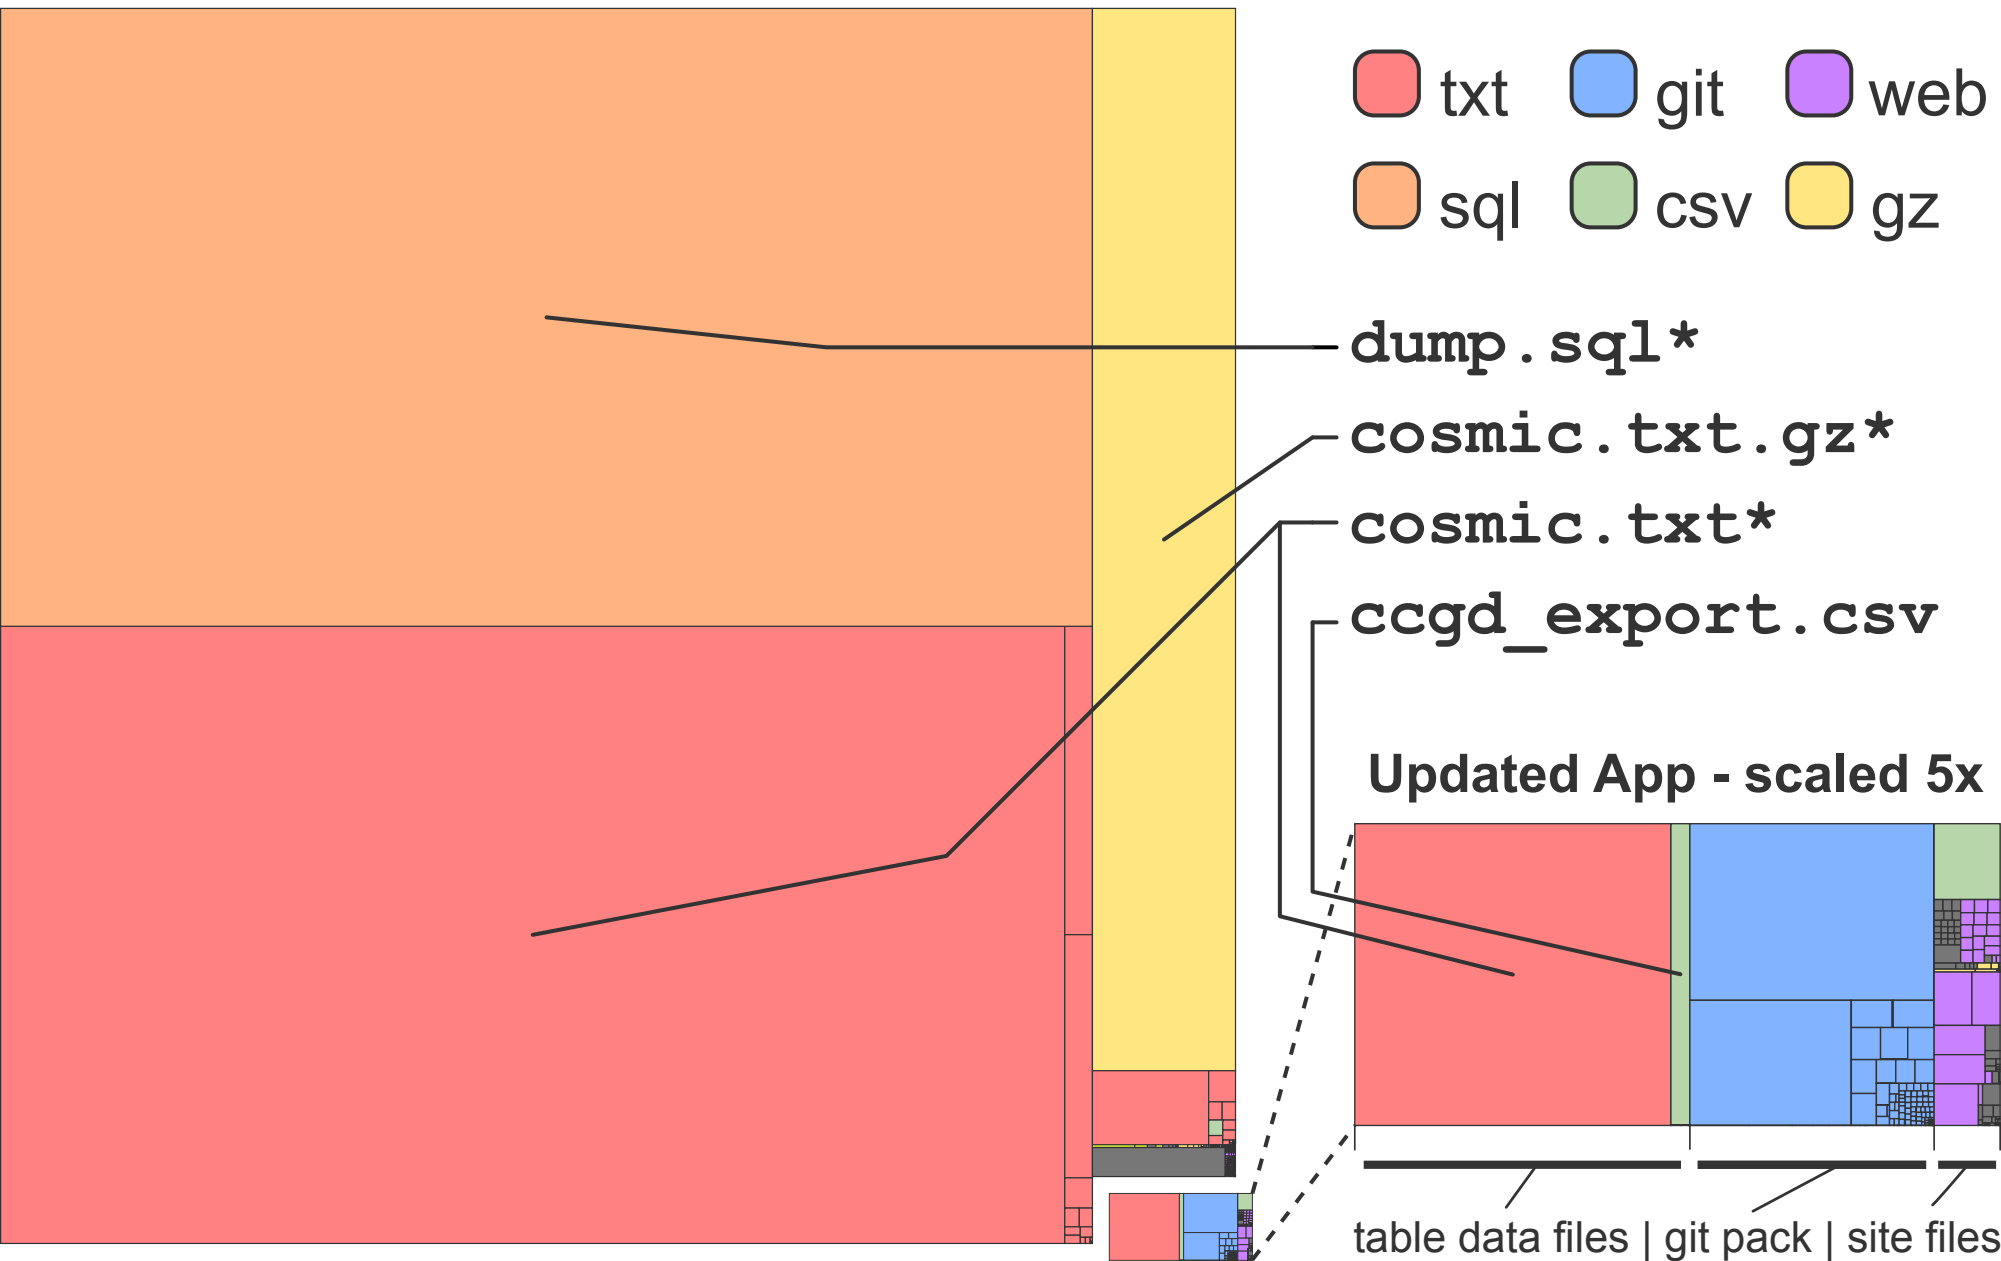 txt git web
sql csv gz
dump.sql*
cosmic.txt.gz*
cosmic.txt*
ccgd_export.csv
Updated App - scaled 5x
table data files | git pack | site files